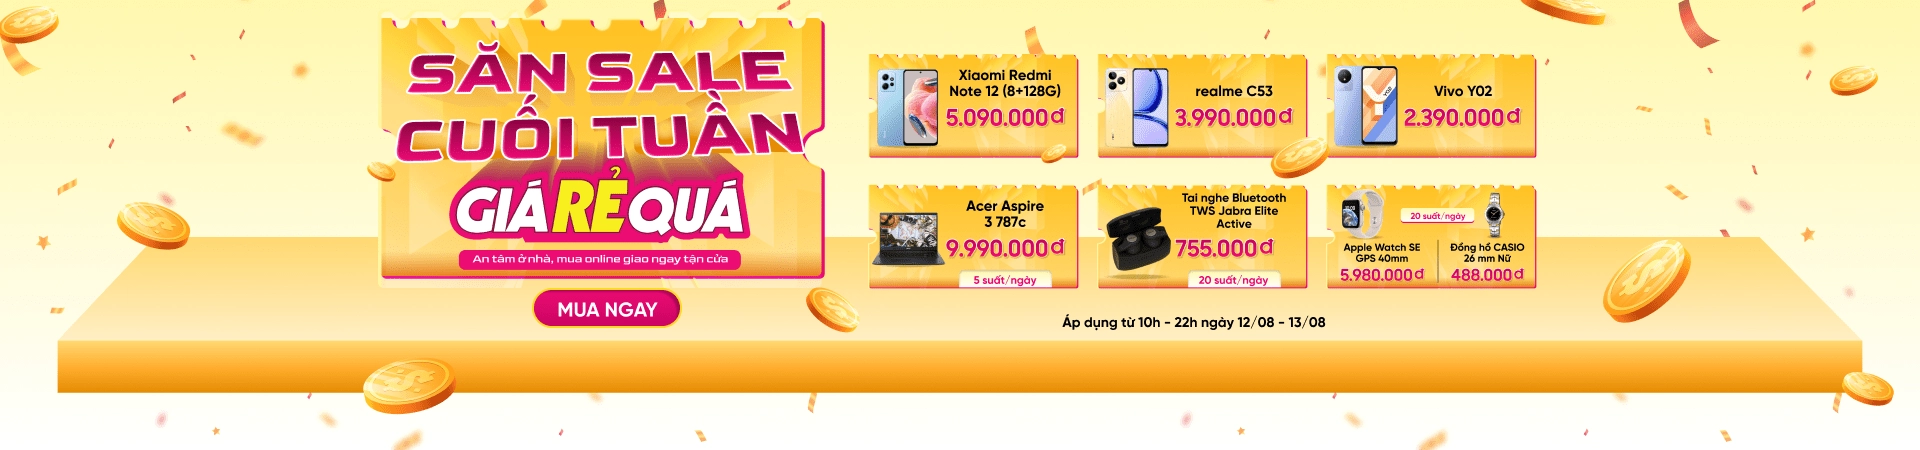 SĂN SALE
CUỐI TUẦN
GIÁ RẺ QUÁ
An tâm ở nhà, mua online giao ngay tận cửa
MUA NGAY
Xiaomi Redmi
Note 12 (8+128G)
5.090.000đ
realme C53
3.990.000đ
Vivo Y02
2.390.000đ
Acer Aspire
3 787c
9.990.000đ
5 suất/ngày
Tai nghe Bluetooth
TWS Jabra Elite
Active
755.000đ
20 suất/ngày
20 suất/ngày
Apple Watch SE
GPS 40mm
5.980.000đ
Đồng hồ CASIO
26 mm Nữ
488.000đ
Áp dụng từ 10h - 22h ngày 12/08 - 13/08